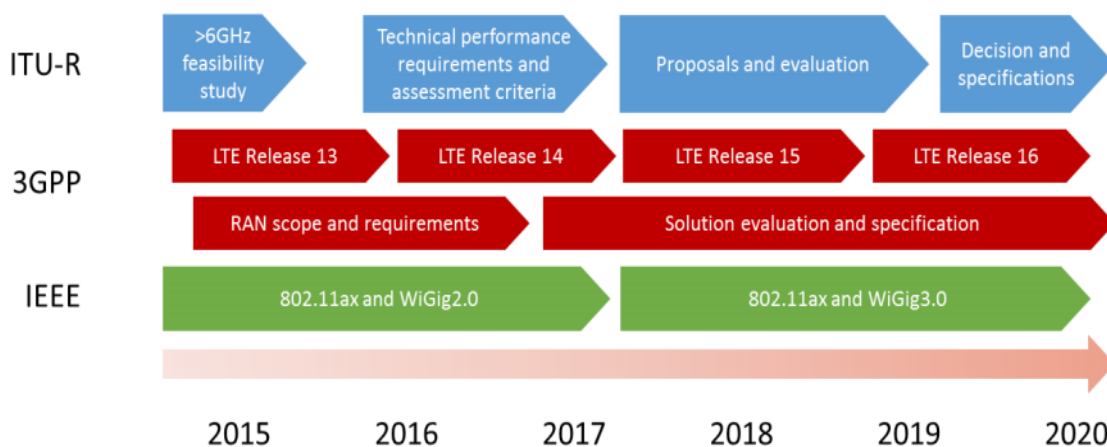 ITU-R
>6GHz
feasibility
study
Technical performance
requirements and
assessment criteria
Proposals and evaluation
Decision and
specifications
3GPP
LTE Release 13
LTE Release 14
LTE Release 15
LTE Release 16
RAN scope and requirements
Solution evaluation and specification
IEEE
802.11ax and WiGig2.0
802.11ax and WiGig3.0
2015
2016
2017
2018
2019
2020